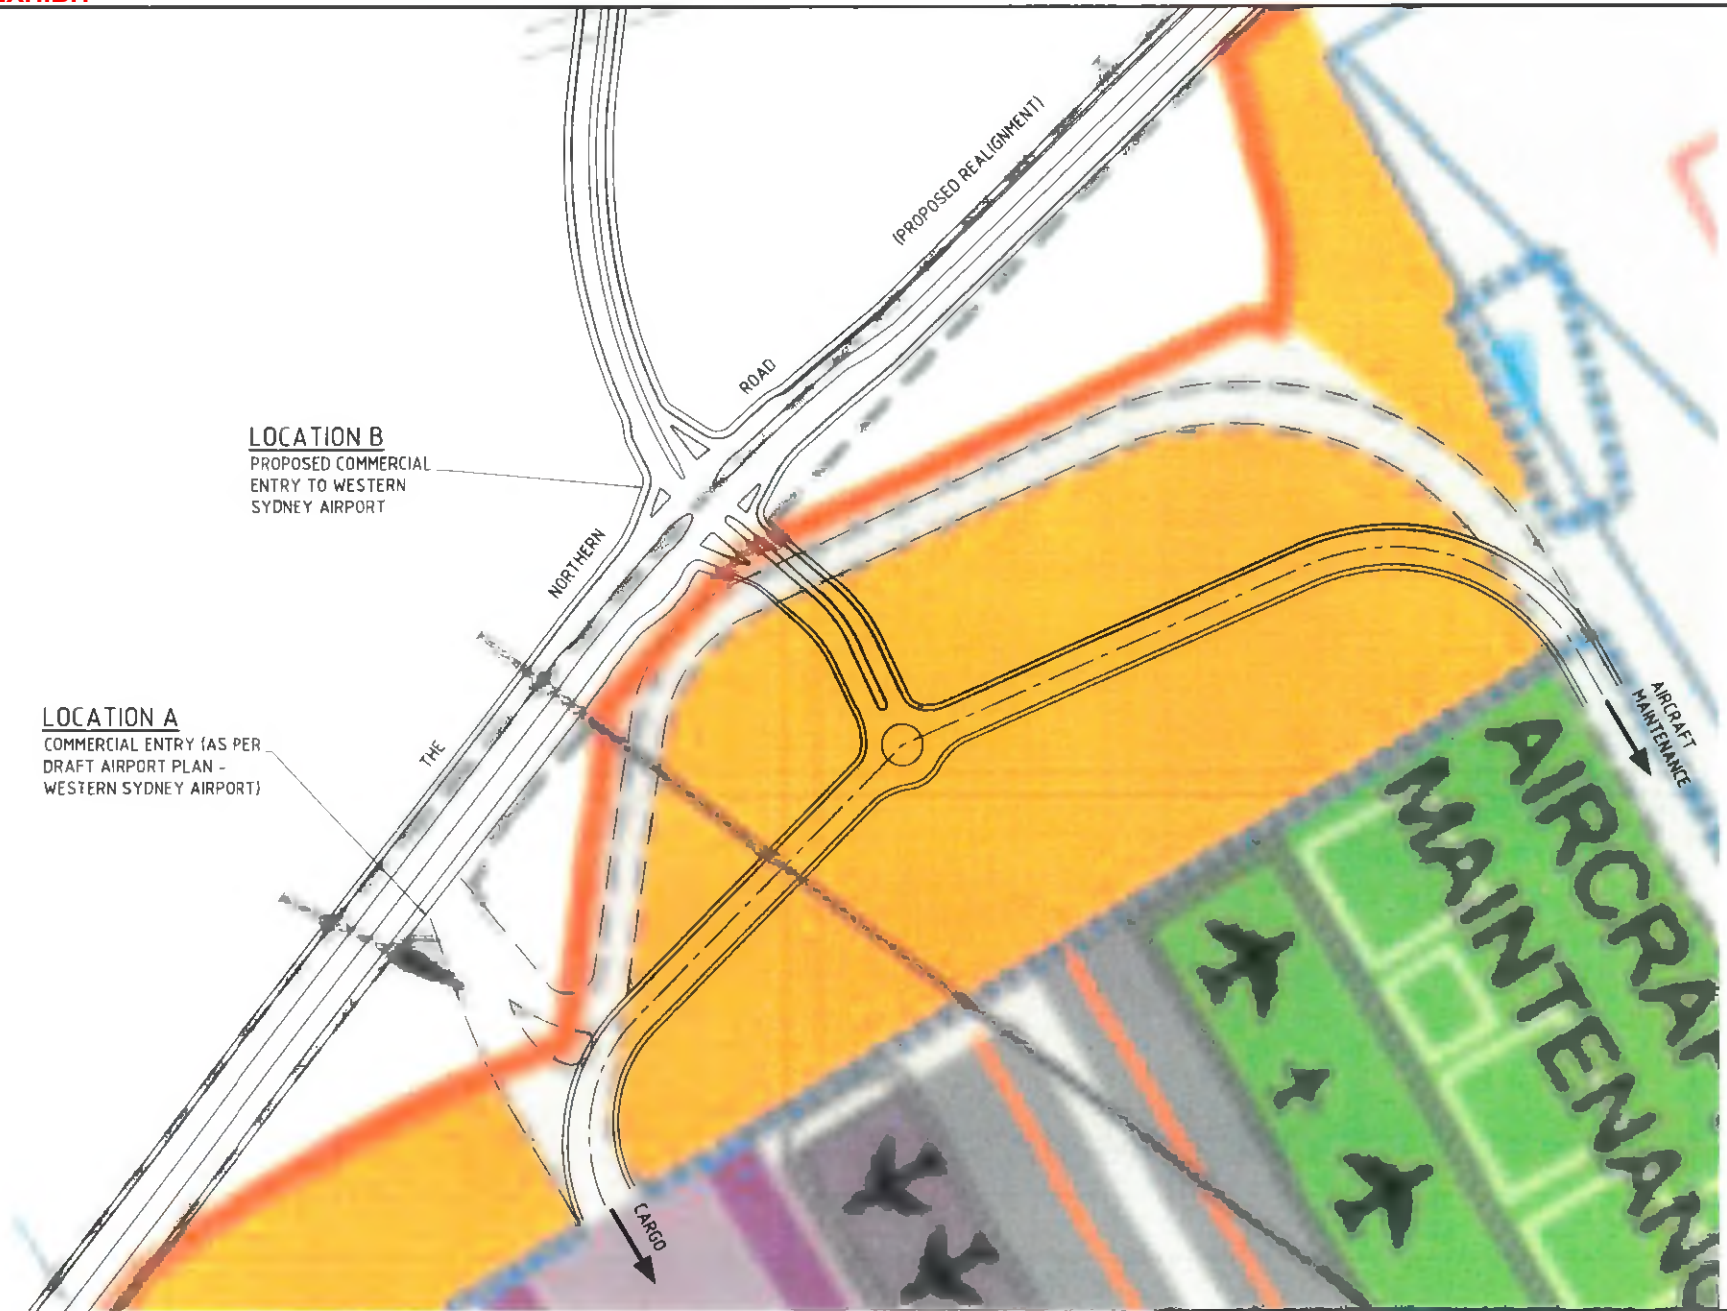 (PROPOSED REALIGNMENT)
ROAD
LOCATION B
PROPOSED COMMERCIAL
ENTRY TO WESTERN
SYDNEY AIRPORT
NORTHERN
LOCATION A
COMMERCIAL ENTRY (AS PER
DRAFT AIRPORT PLAN -
WESTERN SYDNEY AIRPORT)
THE
AIRCRAFT
MAINTENANCE
CARGO